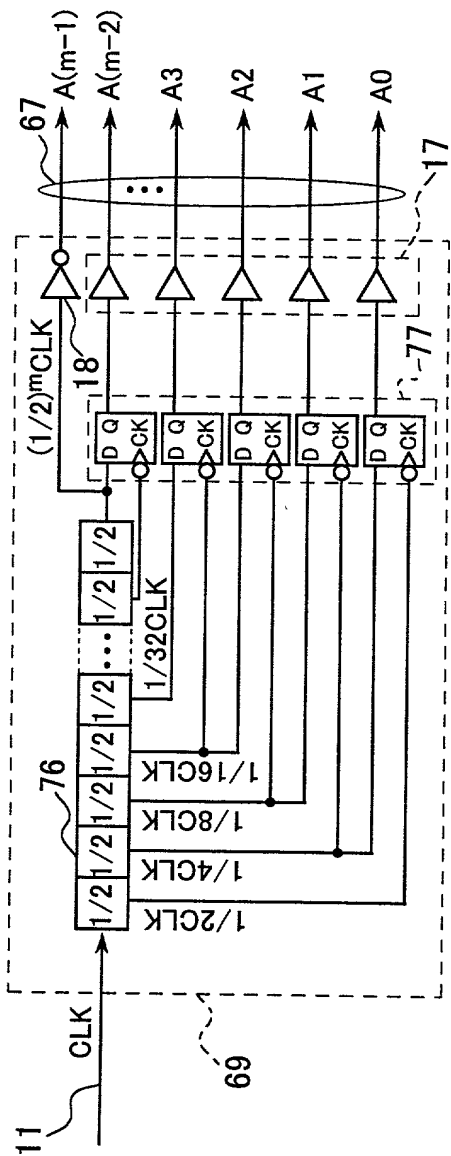 11
CLK
69
76
1/2 1/2 1/2 1/2 1/2 ••• 1/2 1/2
1/2CLK
1/4CLK
1/8CLK
1/16CLK
1/32CLK
(1/2)mCLK
18
D Q
CK
D Q
CK
D Q
CK
D Q
CK
D Q
CK
77
17
67
•••
A(m-1)
A(m-2)
A3
A2
A1
A0